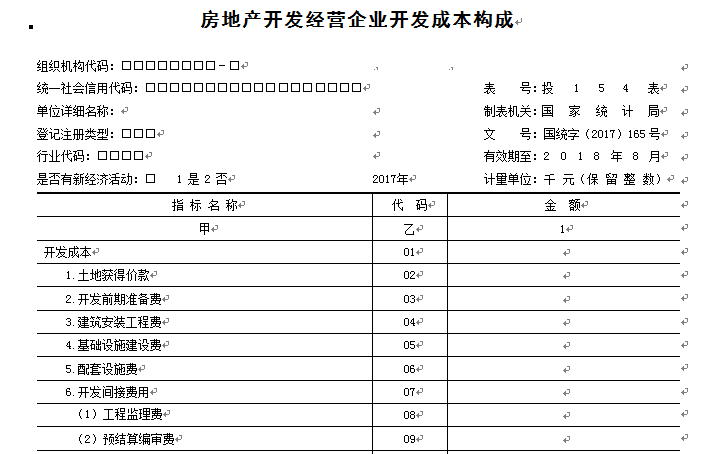 房地产开发经营企业开发成本构成
组织机构代码：□□□□□□□□-□
统一社会信用代码：□□□□□□□□□□□□□□□□□□ 表 号：投 1 5 4 表
单位详细名称： 制表机关：国 家 统 计 局
登记注册类型：□□□ 文 号：国统字（2017）165号
行业代码：□□□□ 有效期至：2 0 1 8 年 8 月
是否有新经济活动：□ 1 是 2 否 2017年 计量单位：千 元（保 留 整 数）
指 标 名 称 代 码 金 额
甲 乙 1
开发成本 01
1.土地获得价款 02
2.开发前期准备费 03
3.建筑安装工程费 04
4.基础设施建设费 05
5.配套设施费 06
6.开发间接费用 07
（1）工程监理费 08
（2）预结算编审费 09